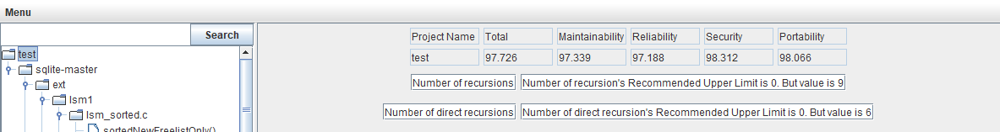 Menu
Search
test
sqlite-master
ext
lsm1
lsm_sorted.c
sortedNewFreelistOnly()
Project Name Total Maintainability Reliability Security Portability
test 97.726 97.339 97.188 98.312 98.066
Number of recursions Number of recursion's Recommended Upper Limit is 0. But value is 9
Number of direct recursions Number of direct recursion's Recommended Upper Limit is 0. But value is 6